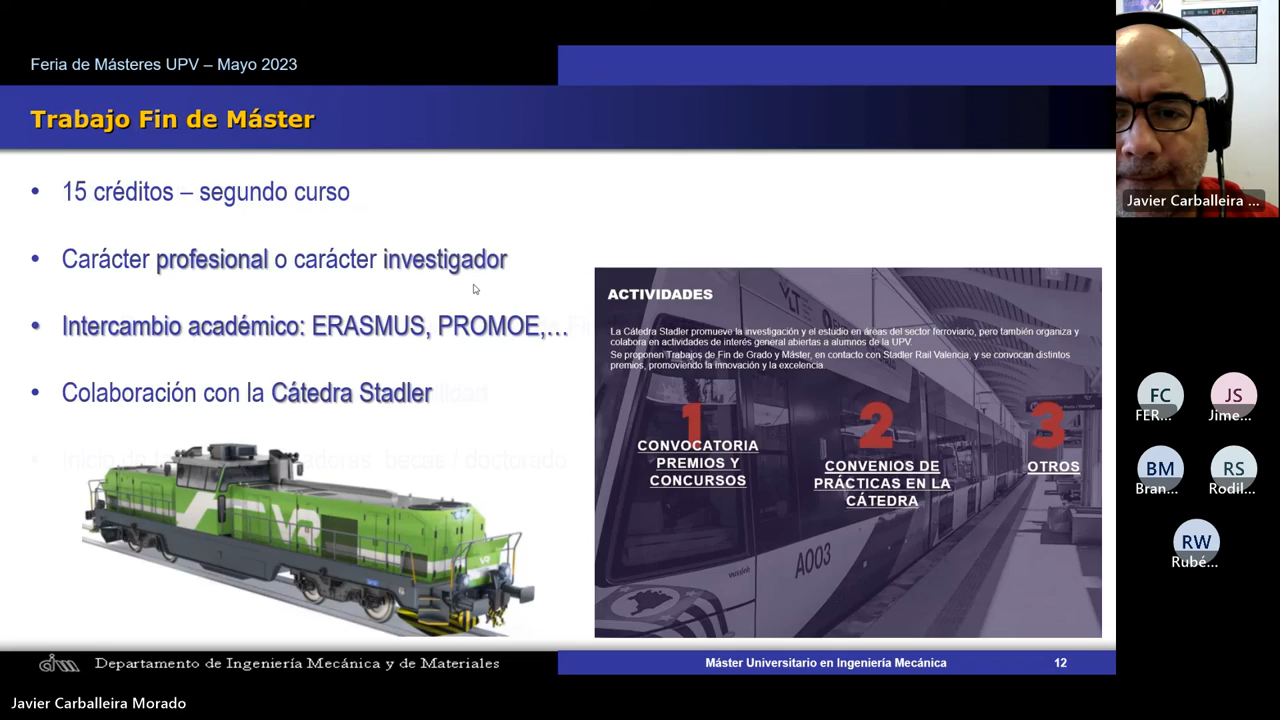 Feria de Másteres UPV – Mayo 2023
Trabajo Fin de Máster
• 15 créditos – segundo curso
• Carácter profesional o carácter investigador
• Intercambio académico: ERASMUS, PROMOE,…
• Colaboración con la Cátedra Stadler
VR
ACTIVIDADES
La Cátedra Stadler promueve la investigación y el estudio en áreas del sector ferroviario, pero también organiza y
colabora en actividades de interés general abiertas a alumnos de la UPV.
Se proponen Trabajos de Fin de Grado y Máster, en contacto con Stadler Rail Valencia, y se convocan distintos
premios, promoviendo la innovación y la excelencia
1
CONVOCATORIA
PREMIOS Y
CONCURSOS
2
CONVENIOS DE
PRÁCTICAS EN LA
CÁTEDRA
3
OTROS
VLT
A003
Departamento de Ingeniería Mecánica y de Materiales
Máster Universitario en Ingeniería Mecánica
12
UPV
Javier Carballeira ...
FC
FER...
JS
Jime...
BM
Bran...
RS
Rodil...
RW
Rubé...
Javier Carballeira Morado